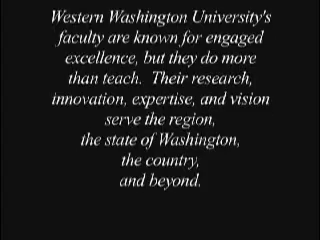 Western Washington University's
faculty are known for engaged
excellence, but they do more
than teach. Their research,
innovation, expertise, and vision
serve the region,
the state of Washington,
the country,
and beyond.